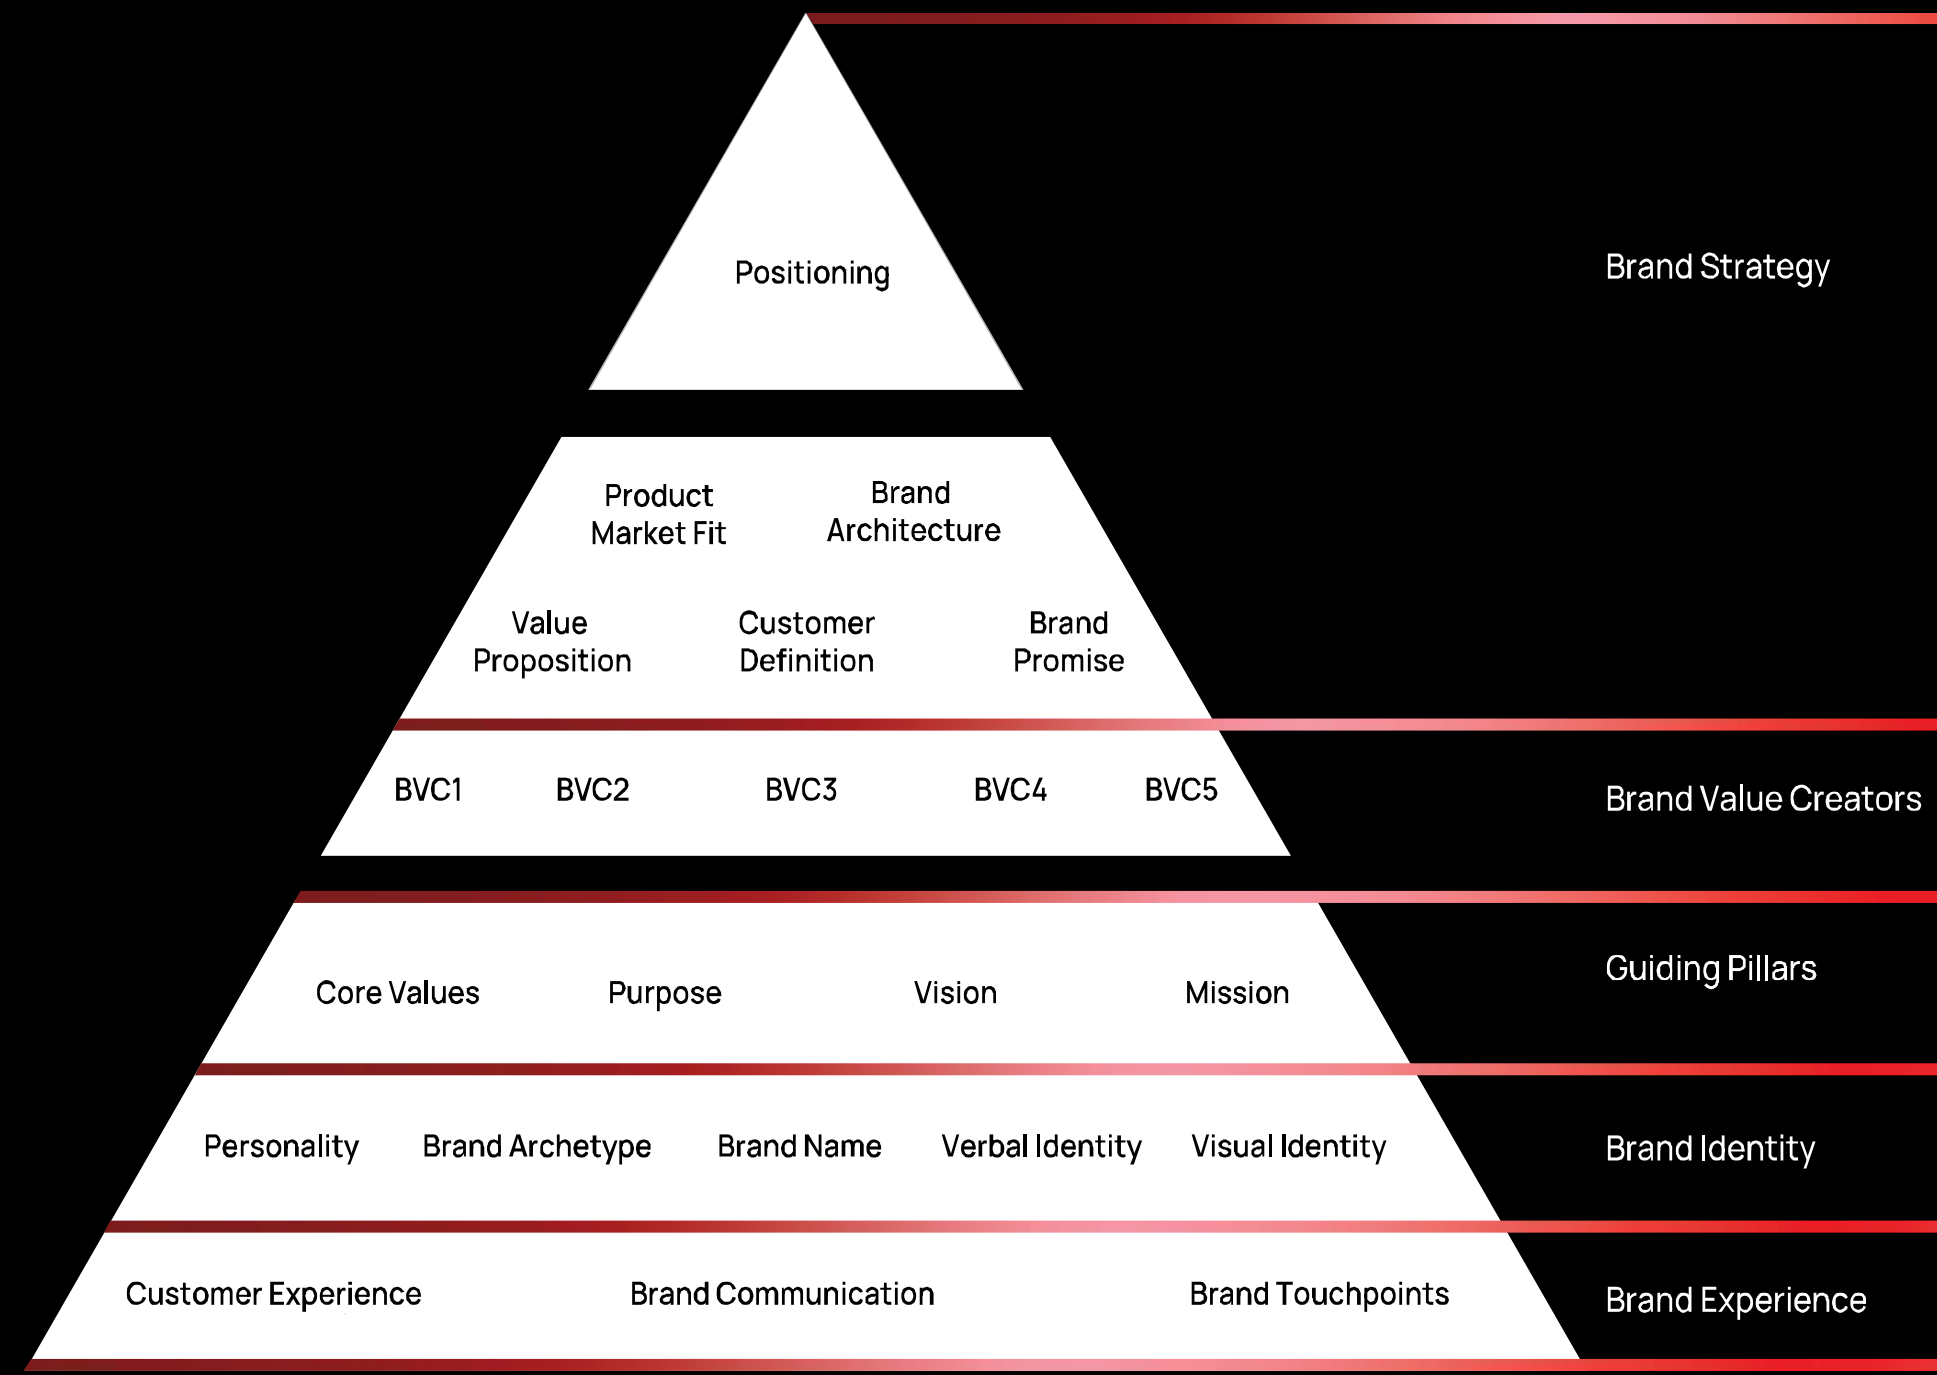 Positioning
Brand Strategy
Product
Market Fit
Brand
Architecture
Value
Proposition
Customer
Definition
Brand
Promise
BVC1
BVC2
BVC3
BVC4
BVC5
Brand Value Creators
Core Values
Purpose
Vision
Mission
Guiding Pillars
Personality
Brand Archetype
Brand Name
Verbal Identity
Visual Identity
Brand Identity
Customer Experience
Brand Communication
Brand Touchpoints
Brand Experience